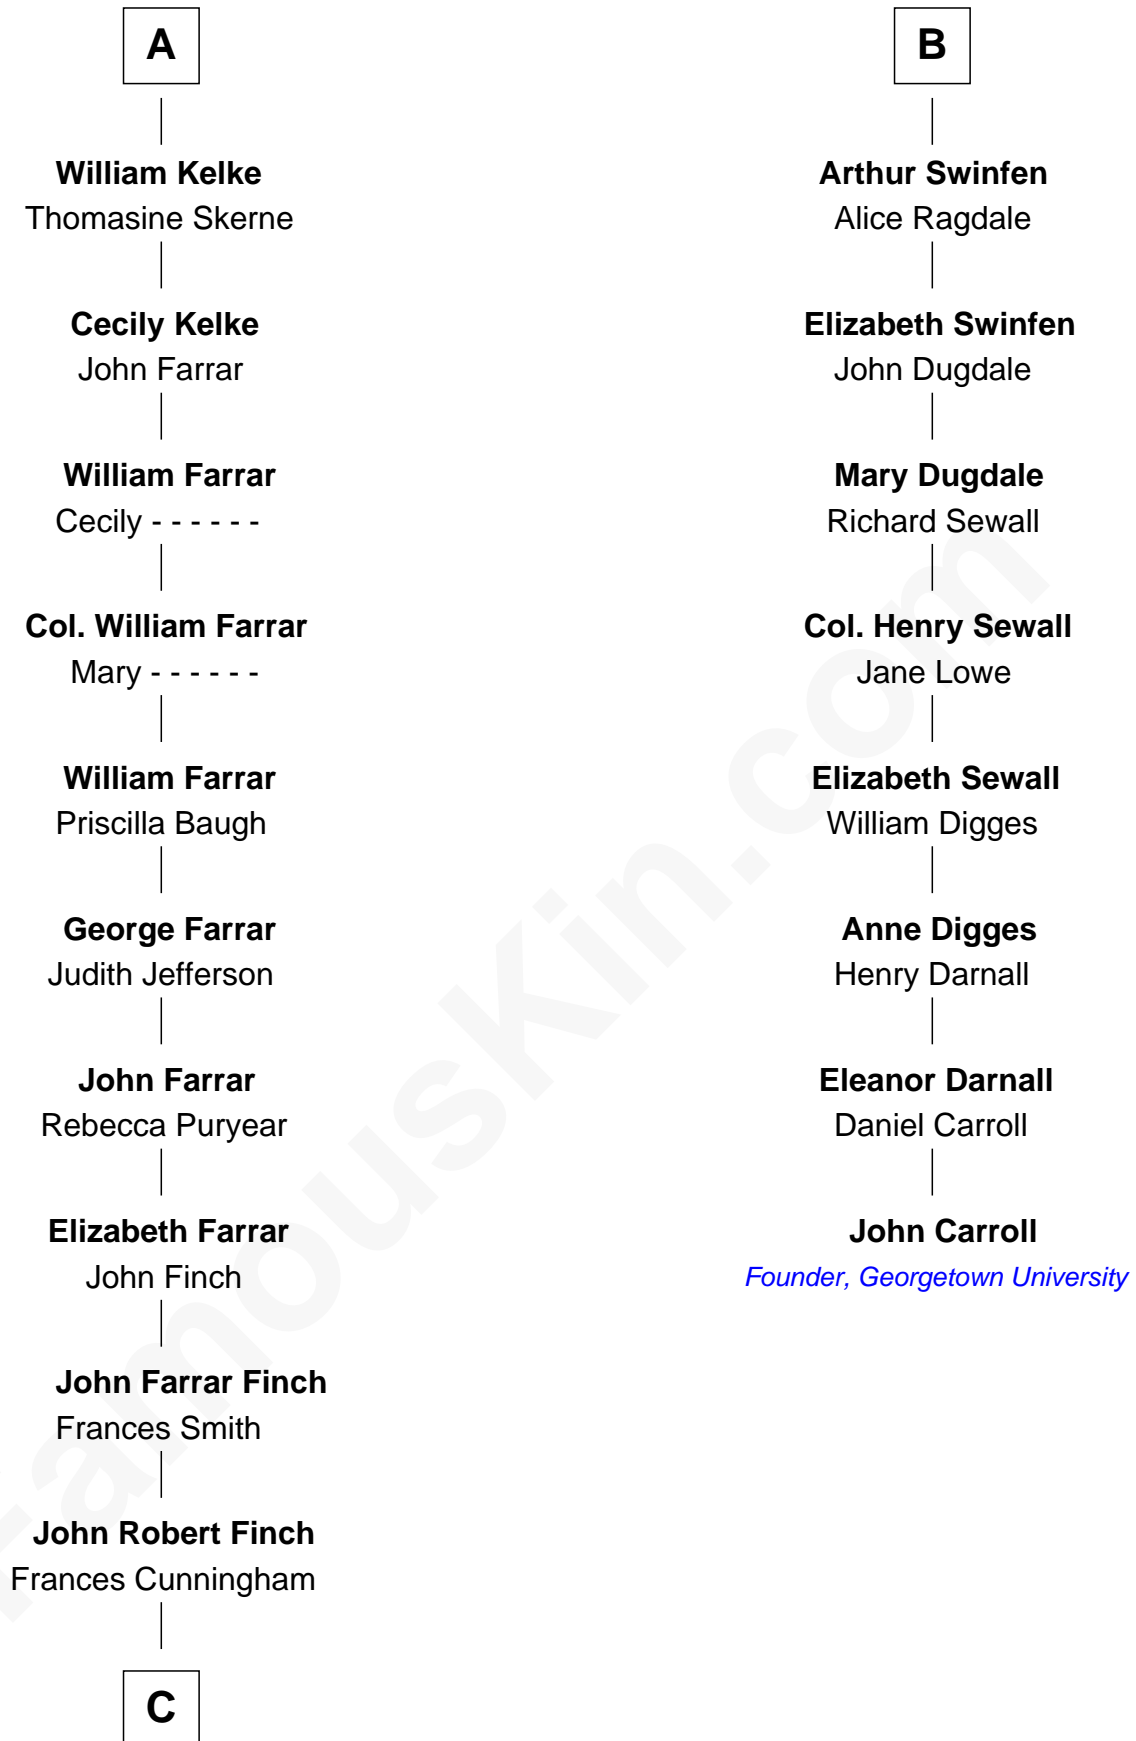 A
William Kelke
Thomasine Skerne
Cecily Kelke
John Farrar
William Farrar
Cecily - - - - - -
Col. William Farrar
Mary - - - - - -
William Farrar
Priscilla Baugh
George Farrar
Judith Jefferson
John Farrar
Rebecca Puryear
Elizabeth Farrar
John Finch
John Farrar Finch
Frances Smith
John Robert Finch
Frances Cunningham
C
B
Arthur Swinfen
Alice Ragdale
Elizabeth Swinfen
John Dugdale
Mary Dugdale
Richard Sewall
Col. Henry Sewall
Jane Lowe
Elizabeth Sewall
William Digges
Anne Digges
Henry Darnall
Eleanor Darnall
Daniel Carroll
John Carroll
Founder, Georgetown University
FamousKin.com